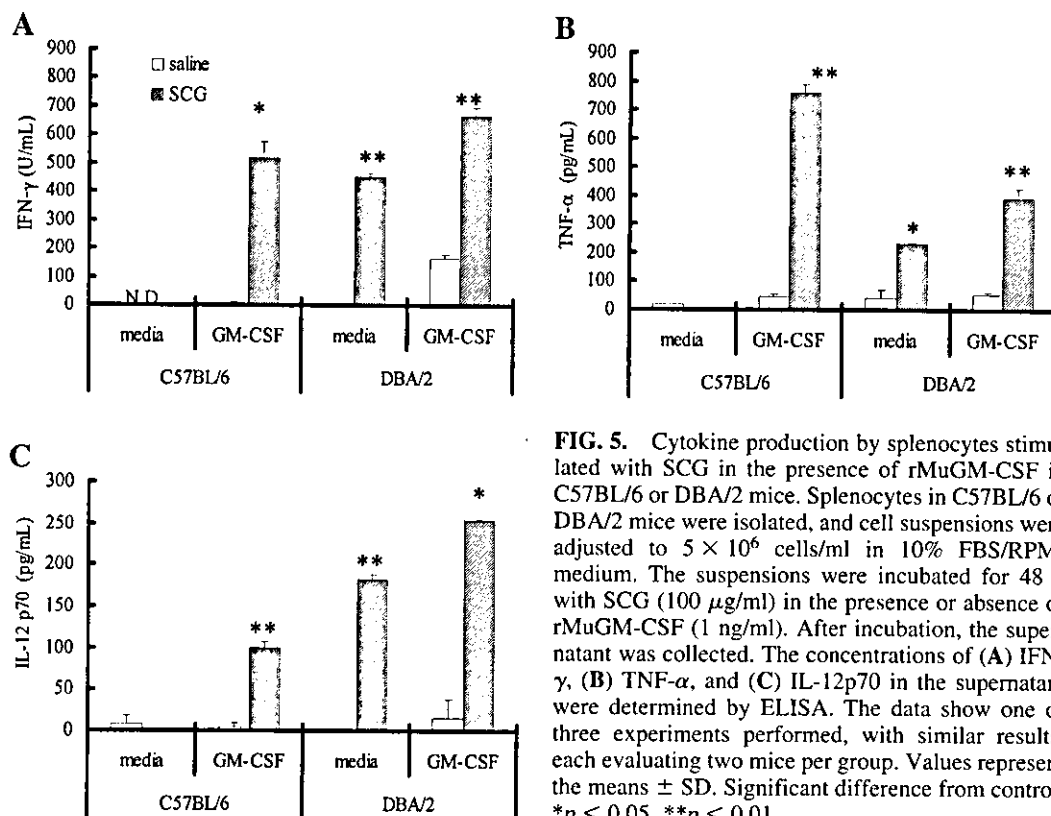 A
900
800
700
600
500
400
300
200
100
0
IFN-γ (U/mL)
saline
SCG
*
**
**
N D
media
GM-CSF
media
GM-CSF
C57BL/6
DBA/2
B
900
800
700
600
500
400
300
200
100
0
TNF-α (pg/mL)
**
*
**
media
GM-CSF
media
GM-CSF
C57BL/6
DBA/2
C
300
250
200
150
100
50
0
IL-12 p70 (pg/mL)
**
**
*
media
GM-CSF
media
GM-CSF
C57BL/6
DBA/2
FIG. 5. Cytokine production by splenocytes stimu
lated with SCG in the presence of rMuGM-CSF i
C57BL/6 or DBA/2 mice. Splenocytes in C57BL/6 o
DBA/2 mice were isolated, and cell suspensions wer
adjusted to 5 × 10⁶ cells/ml in 10% FBS/RPM
medium. The suspensions were incubated for 48
with SCG (100 μg/ml) in the presence or absence o
rMuGM-CSF (1 ng/ml). After incubation, the supe
natant was collected. The concentrations of (A) IFN
γ, (B) TNF-α, and (C) IL-12p70 in the supernatan
were determined by ELISA. The data show one o
three experiments performed, with similar result
each evaluating two mice per group. Values represen
the means ± SD. Significant difference from contro
*p < 0.05, **p < 0.01